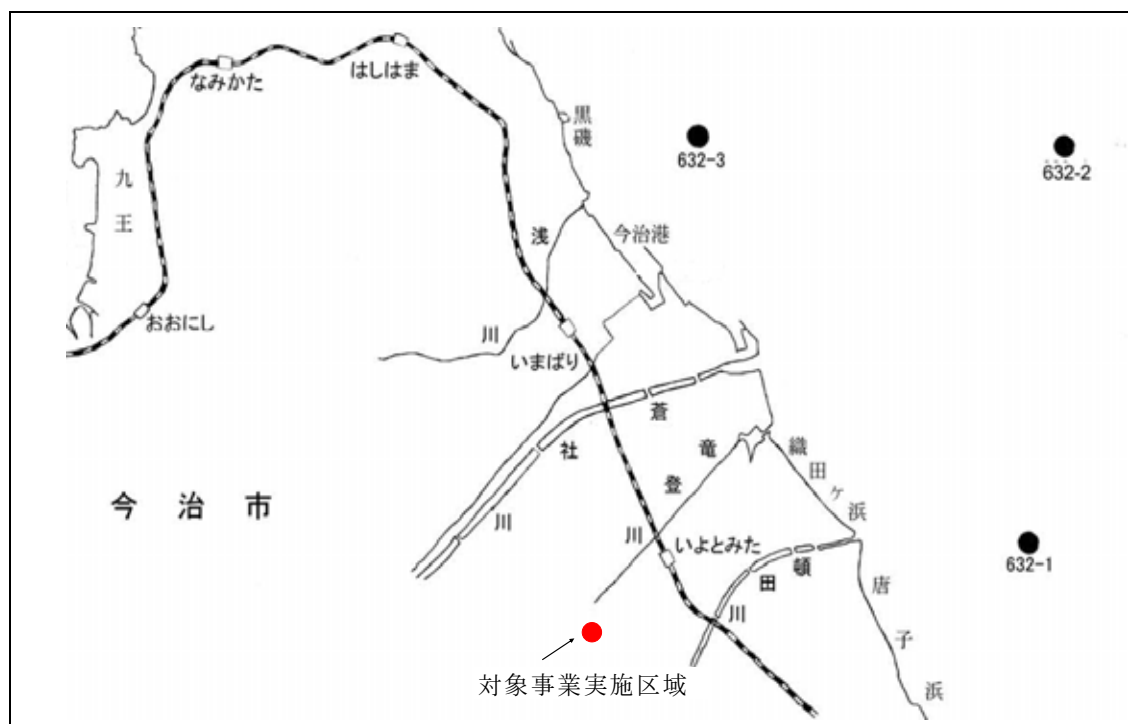 なみかた
はしはま
黒磯
632-3
632-2
九王
浅川
今治港
おおにし
いまばり
蒼社川
竜登川
織田ヶ浜
今治市
いよとみた
632-1
頓田川
唐子浜
対象事業実施区域